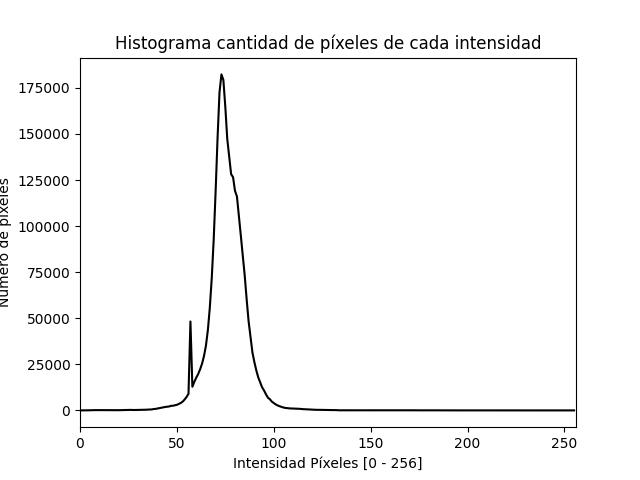 Histograma cantidad de píxeles de cada intensidad
175000
150000
125000
100000
75000
50000
25000
0
Número de píxeles
0 50 100 150 200 250
Intensidad Píxeles [0 - 256]